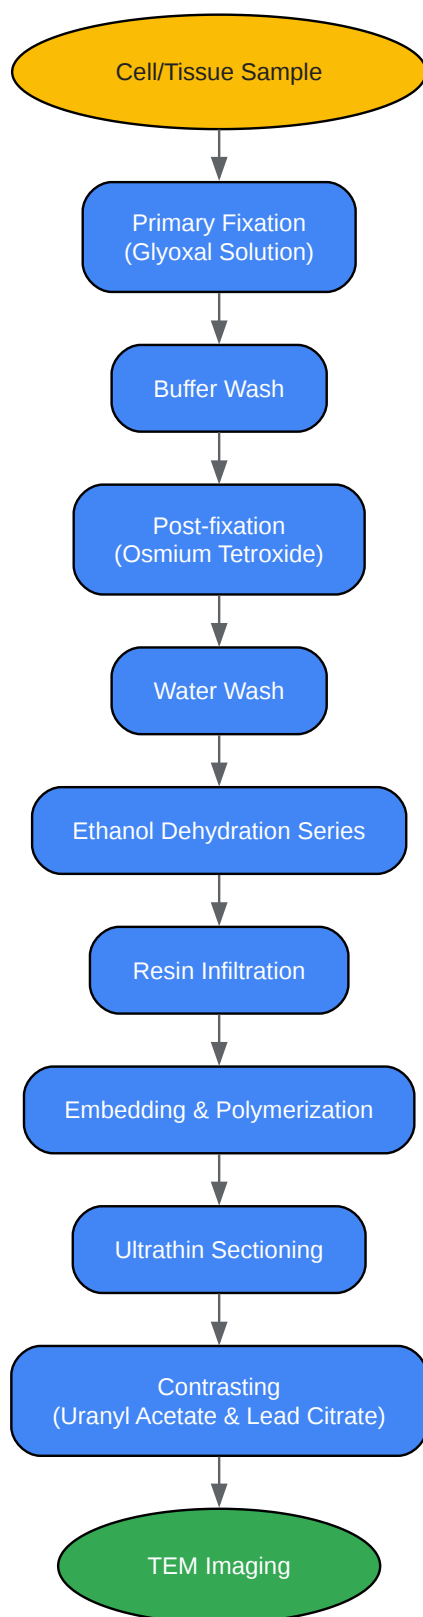 Cell/Tissue Sample
Primary Fixation
(Glyoxal Solution)
Buffer Wash
Post-fixation
(Osmium Tetroxide)
Water Wash
Ethanol Dehydration Series
Resin Infiltration
Embedding & Polymerization
Ultrathin Sectioning
Contrasting
(Uranyl Acetate & Lead Citrate)
TEM Imaging